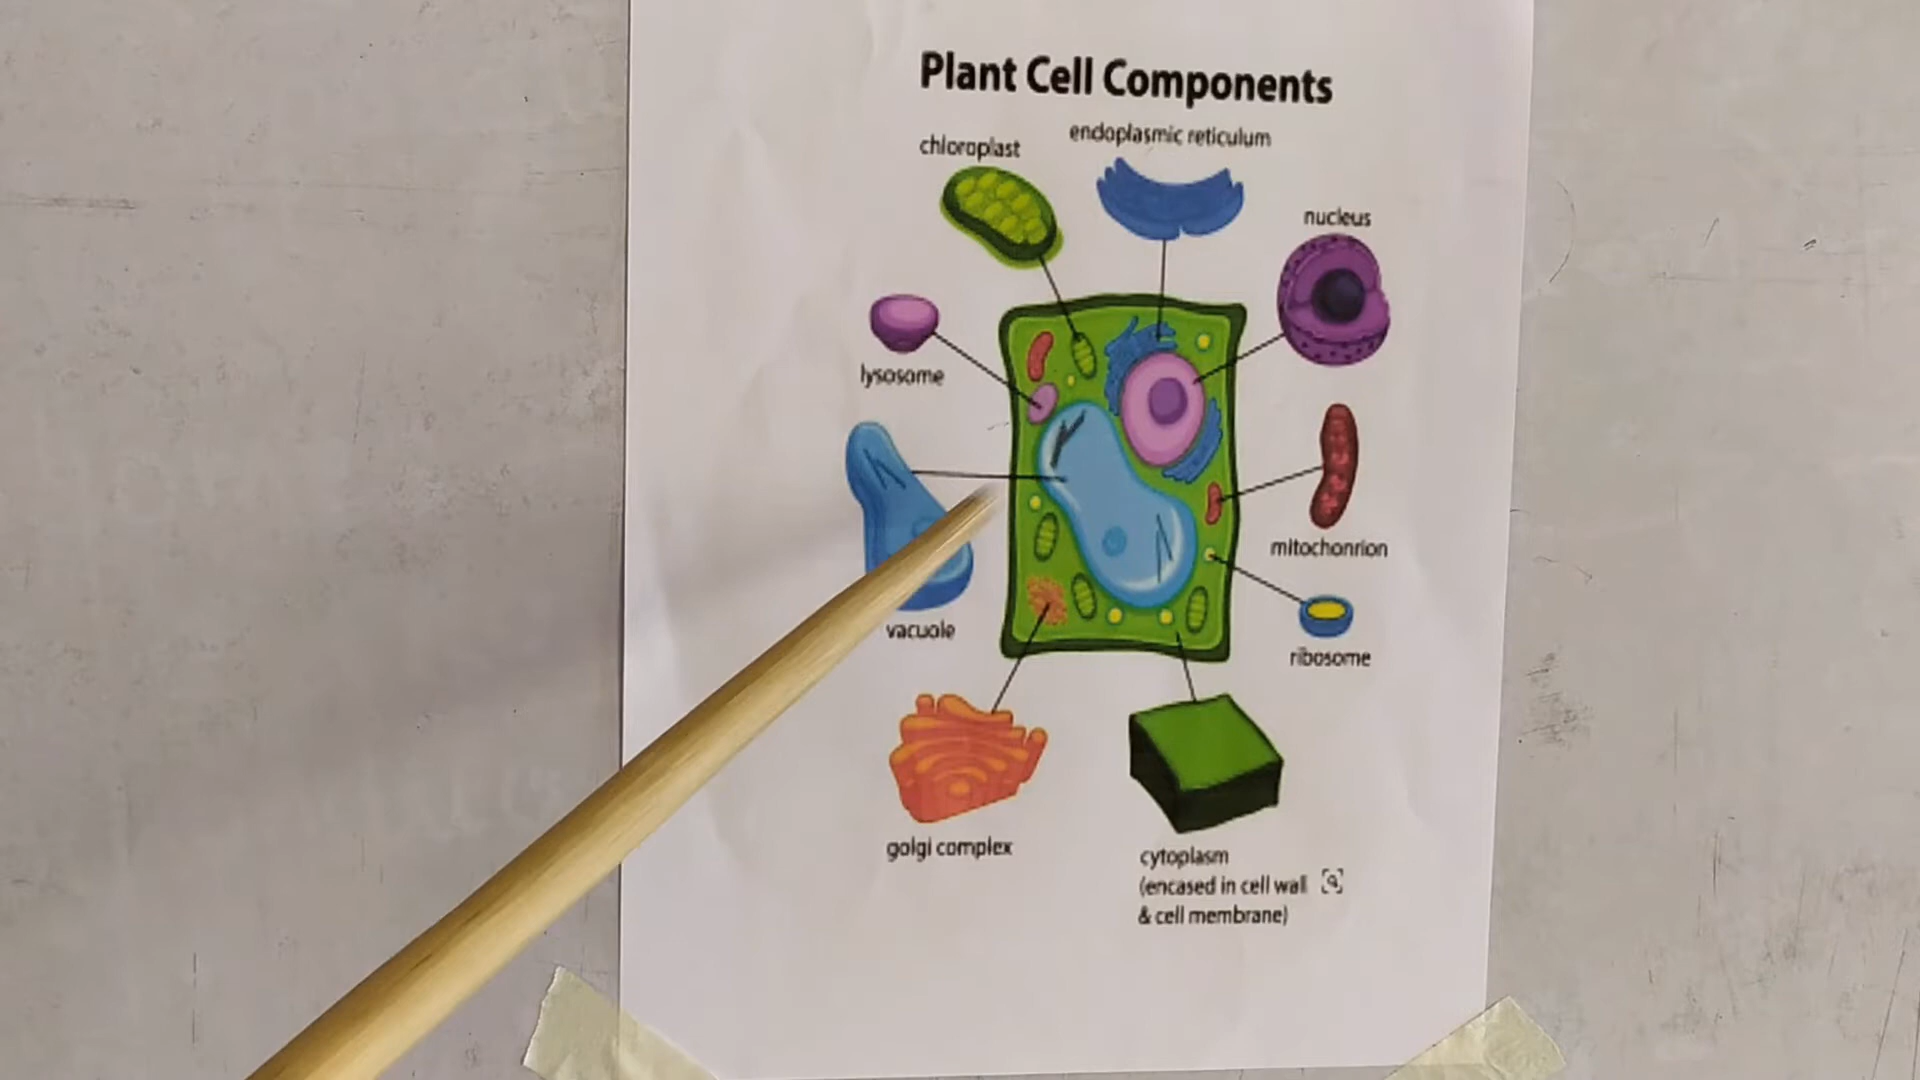 Plant Cell Components
endoplasmic reticulum
chloroplast
nucleus
lysosome
mitochonrion
vacuole
ribosome
golgi complex
cytoplasm
(encased in cell wall
& cell membrane)